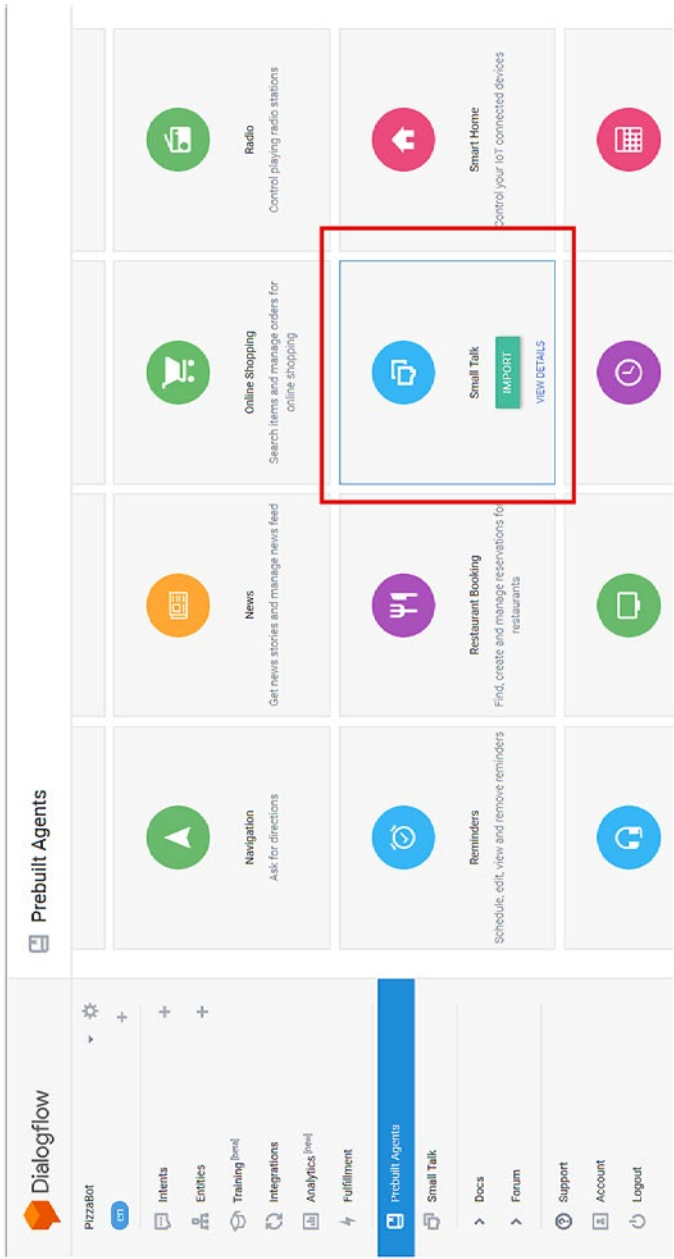 Dialogflow
PizzaBot
en
Intents
Entities
Training [beta]
Integrations
Analytics [new]
Fulfillment
Prebuilt Agents
Small Talk
Docs
Forum
Support
Account
Logout
Prebuilt Agents
Navigation
Ask for directions
News
Get news stories and manage news feed
Online Shopping
Search items and manage orders for
online shopping
Radio
Control playing radio stations
Reminders
Schedule, edit, view and remove reminders
Restaurant Booking
Find, create and manage reservations for
restaurants
Small Talk
IMPORT
VIEW DETAILS
Smart Home
Control your IoT connected devices